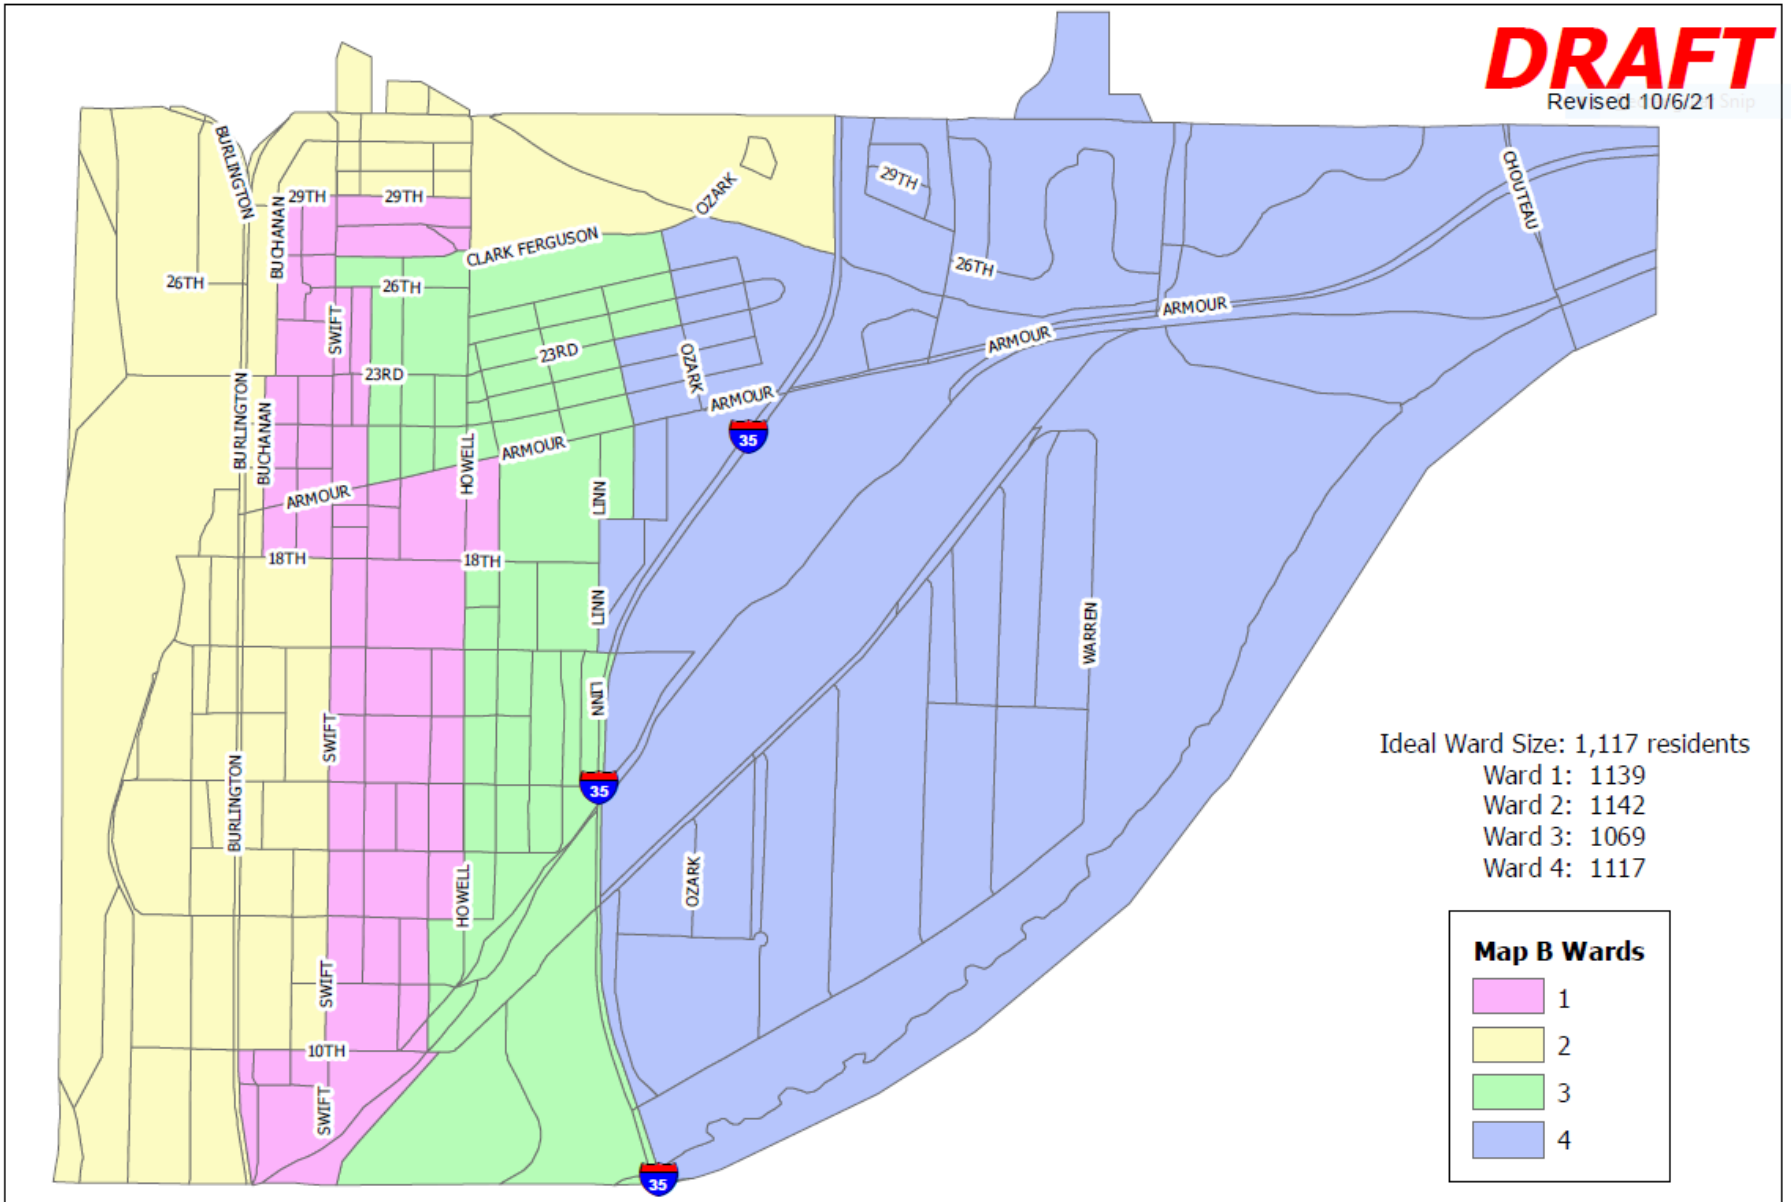 DRAFT
Revised 10/6/21
Snip
BURLINGTON
CHOUTEAU
29TH
29TH
29TH
OZARK
BUCHANAN
CLARK FERGUSON
26TH
26TH
26TH
ARMOUR
SWIFT
ARMOUR
23RD
OZARK
23RD
ARMOUR
BURLINGTON
BUCHANAN
35
HOWELL
ARMOUR
ARMOUR
LINN
18TH
18TH
LINN
WARREN
LINN
SWIFT
35
BURLINGTON
OZARK
HOWELL
SWIFT
10TH
SWIFT
35
Ideal Ward Size: 1,117 residents
Ward 1: 1139
Ward 2: 1142
Ward 3: 1069
Ward 4: 1117
Map B Wards
1
2
3
4